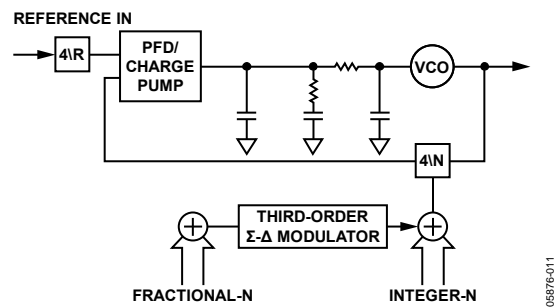 REFERENCE IN
4\R
PFD/
CHARGE
PUMP
VCO
4\N
THIRD-ORDER
Σ-Δ MODULATOR
FRACTIONAL-N
INTEGER-N
05876-011